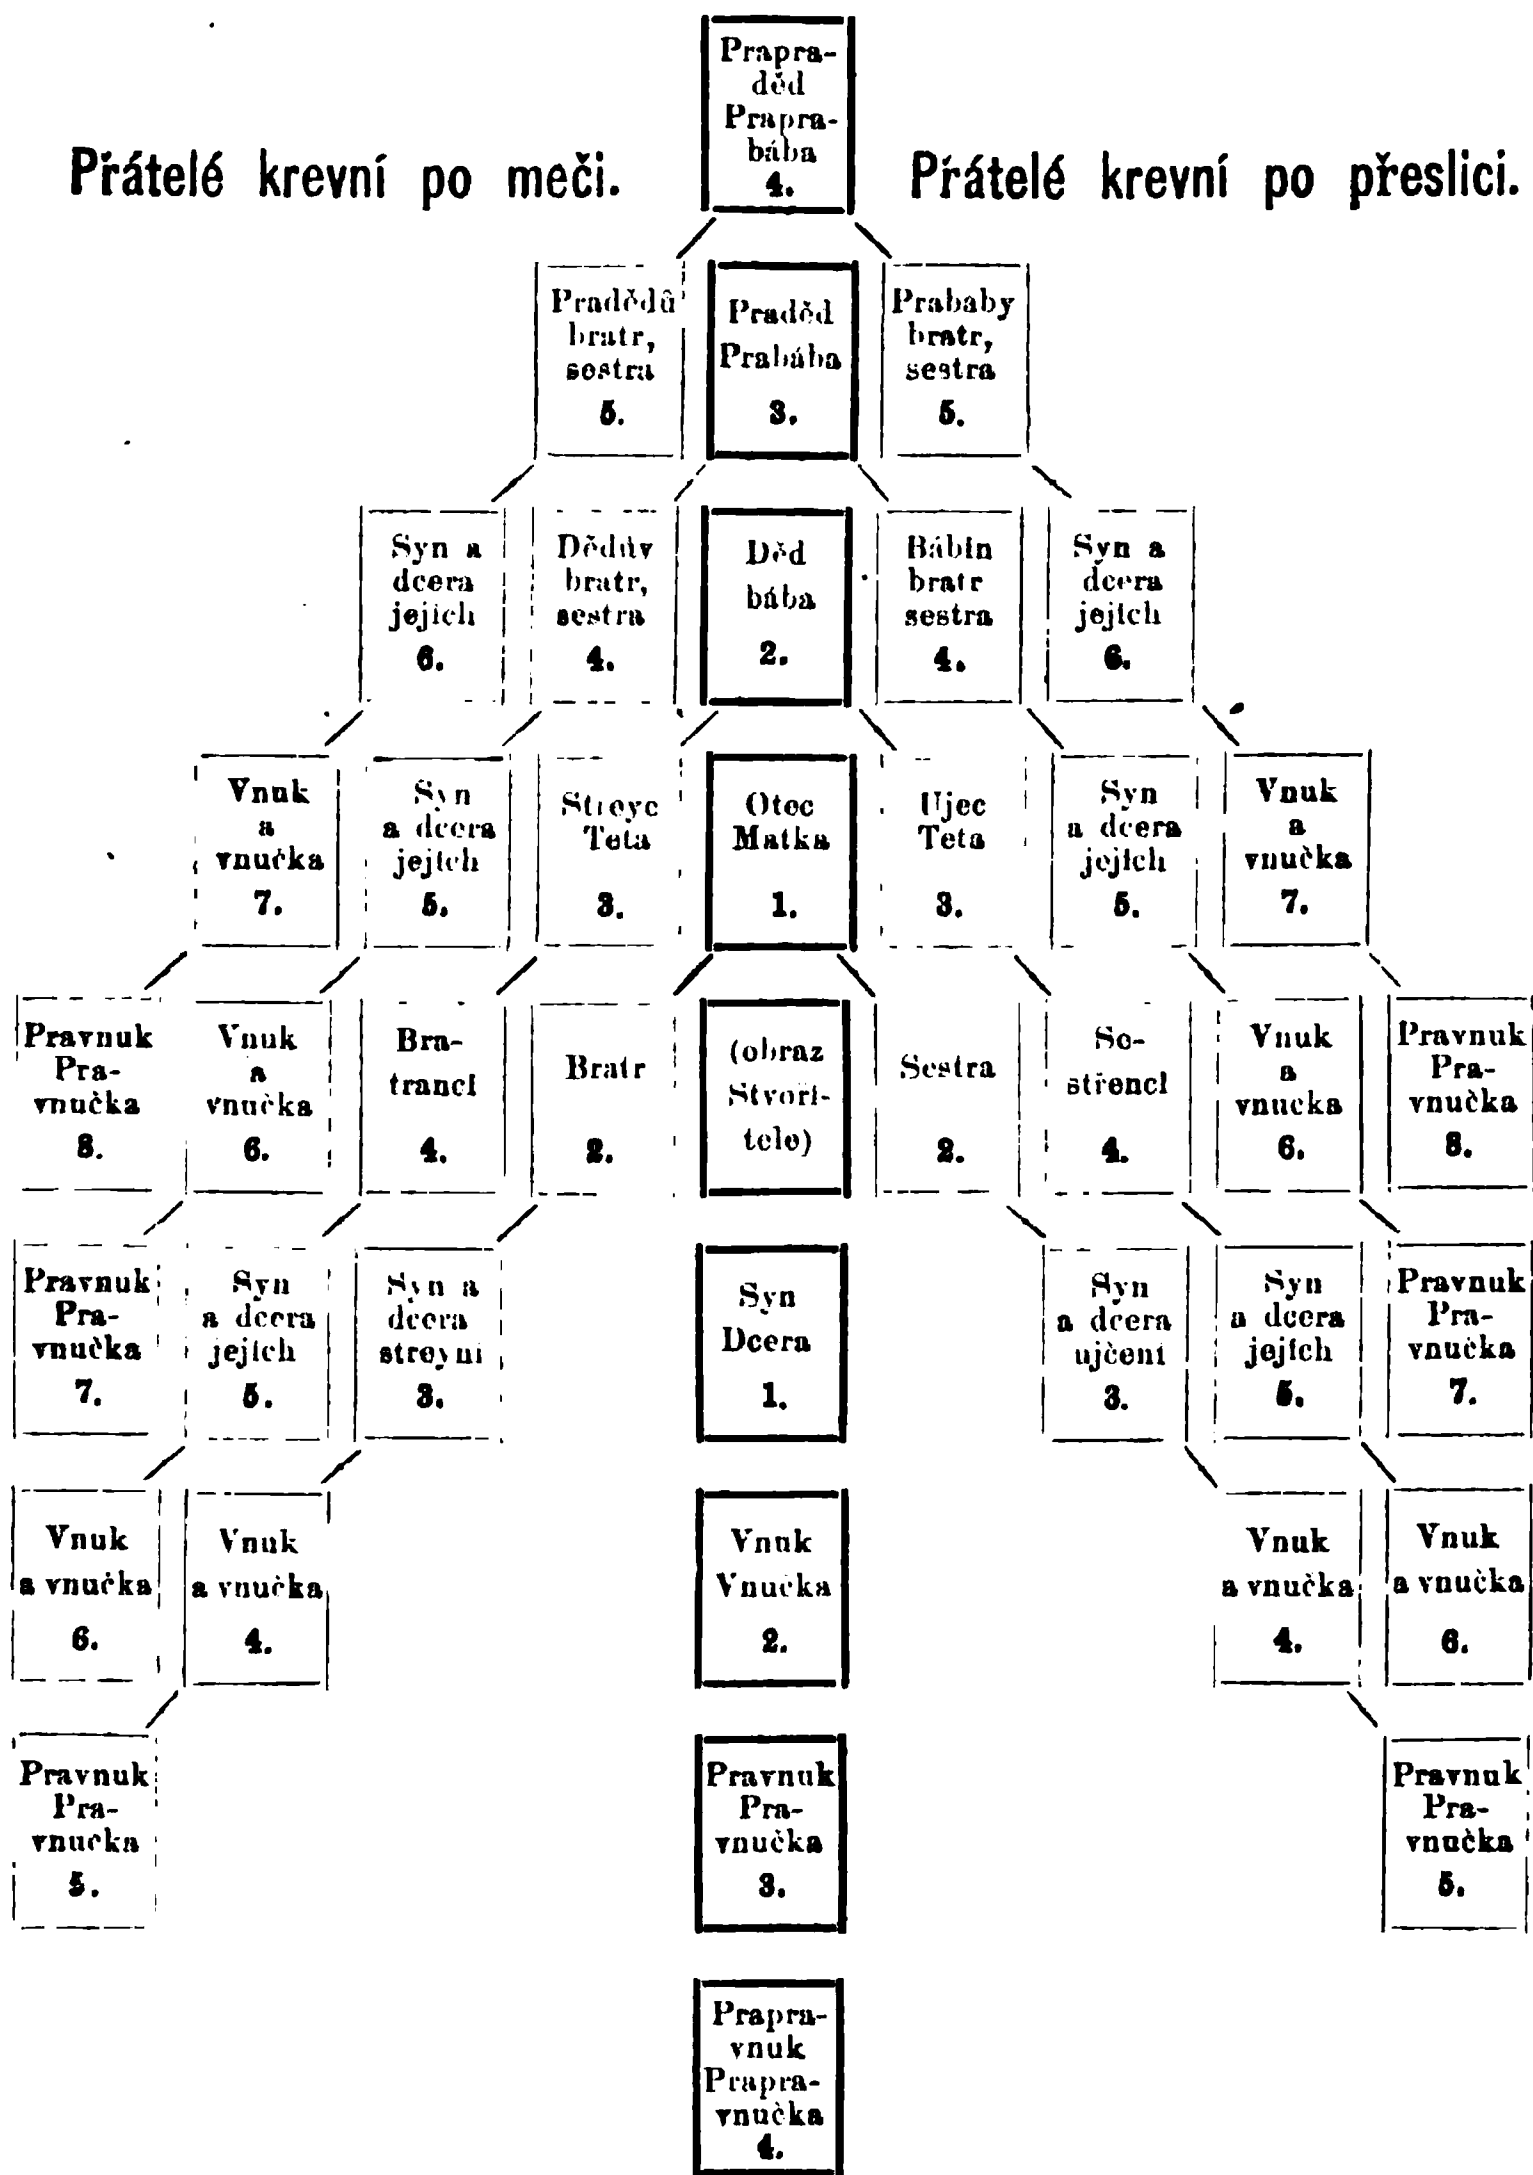 Prapra-
děd
Prapra-
bába
4.
Přátelé krevní po meči.
Přátelé krevní po přeslici.
Pradědů
bratr,
sestra
5.
Praděd
Prabába
3.
Prababy
bratr,
sestra
5.
Syn a
dcera
jejich
6.
Dědův
bratr,
sestra
4.
Děd
bába
2.
Bábin
bratr
sestra
4.
Syn a
dcera
jejich
6.
Vnuk
a
vnučka
7.
Syn
a dcera
jejich
5.
Streyc
Teta
3.
Otec
Matka
1.
Ujec
Teta
3.
Syn
a dcera
jejich
5.
Vnuk
a
vnučka
7.
Pravnuk
Pra-
vnučka
8.
Vnuk
a
vnučka
6.
Bra-
tranci
4.
Bratr
2.
(obraz
Stvoři-
tele)
Sestra
2.
Se-
střenci
4.
Vnuk
a
vnučka
6.
Pravnuk
Pra-
vnučka
8.
Pravnuk
Pra-
vnučka
7.
Syn
a dcera
jejich
5.
Syn a
dcera
streyni
3.
Syn
Dcera
1.
Syn
a dcera
ujčeni
3.
Syn
a dcera
jejich
5.
Pravnuk
Pra-
vnučka
7.
Vnuk
a vnučka
6.
Vnuk
a vnučka
4.
Vnuk
Vnučka
2.
Vnuk
a vnučka
4.
Vnuk
a vnučka
6.
Pravnuk
Pra-
vnučka
5.
Pravnuk
Pra-
vnučka
3.
Pravnuk
Pra-
vnučka
5.
Prapra-
vnuk
Prapra-
vnučka
4.